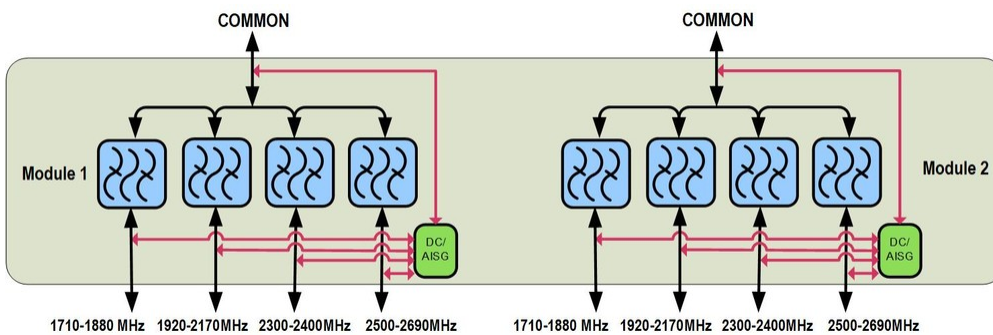 COMMON COMMON
Module 1 Module 2
DC/ DC/
AISG AISG
1710-1880 MHz 1920-2170MHz 2300-2400MHz 2500-2690MHz 1710-1880 MHz 1920-2170MHz 2300-2400MHz 2500-2690MHz